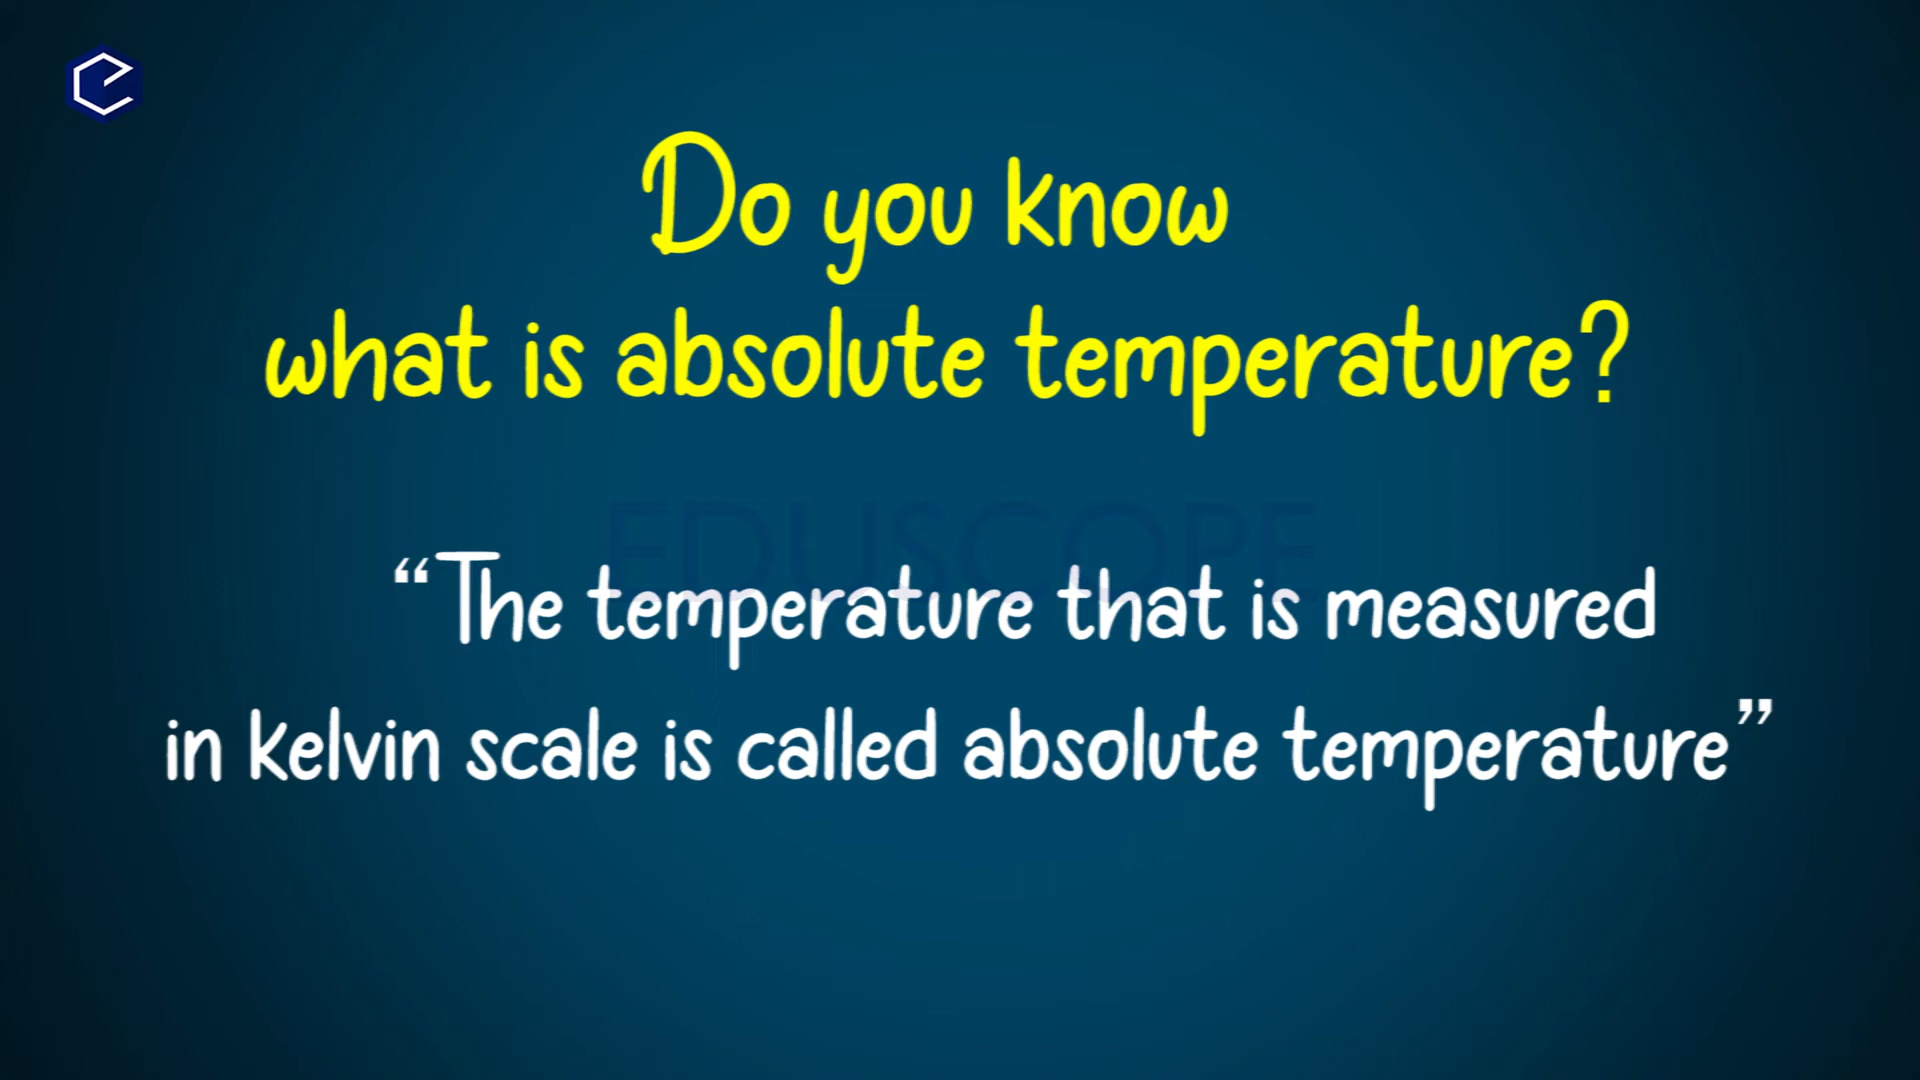 Do you know
what is absolute temperature?
EDUSCOPE
“The temperature that is measured
in kelvin scale is called absolute temperature”